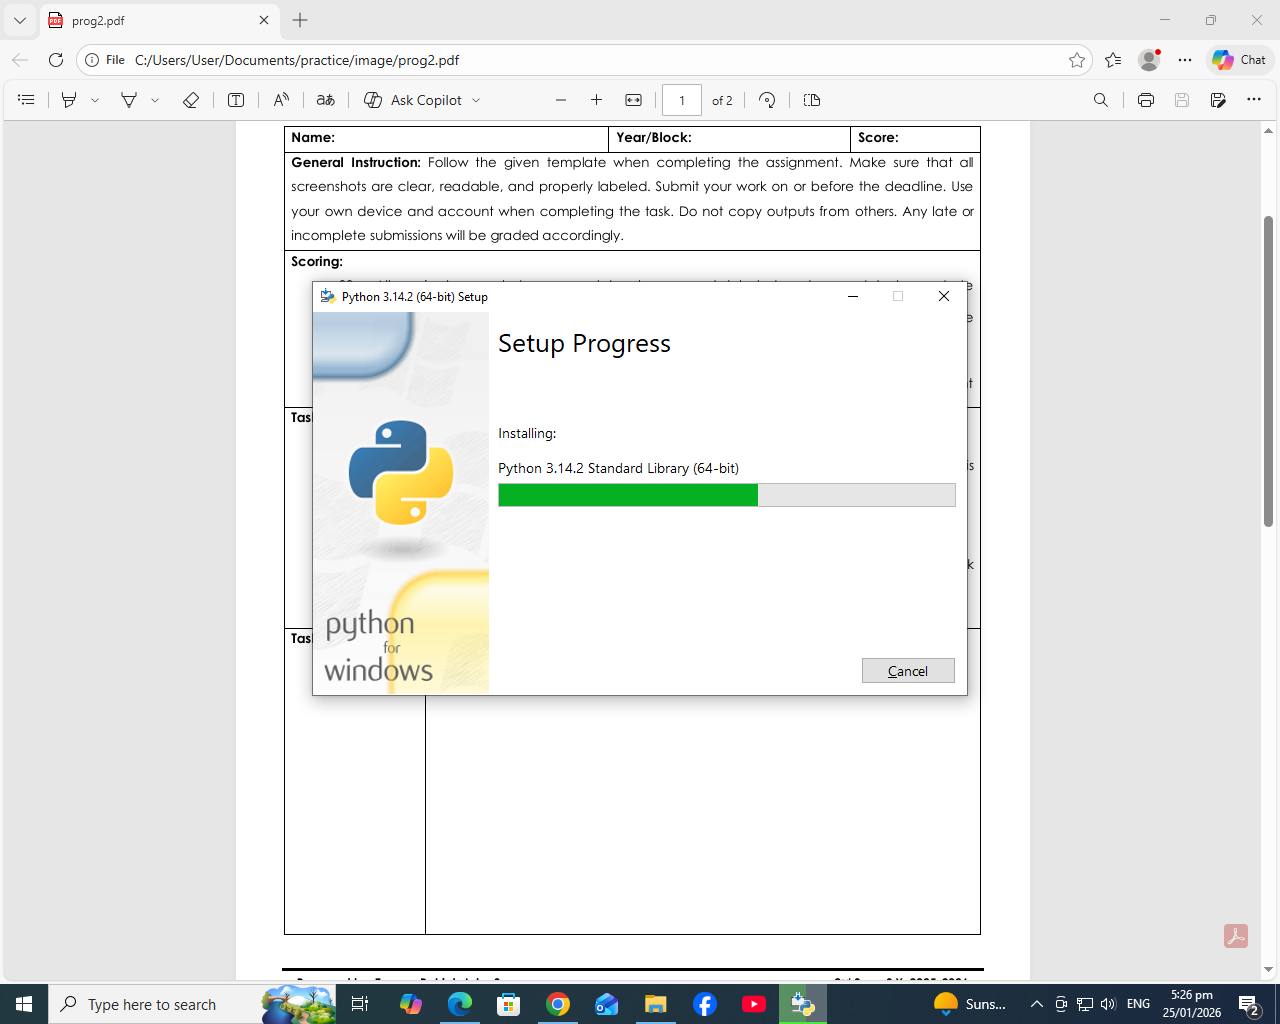 prog2.pdf
File C:/Users/User/Documents/practice/image/prog2.pdf
Chat
Ask Copilot
1 of 2
Name: Year/Block: Score:
General Instruction: Follow the given template when completing the assignment. Make sure that all
screenshots are clear, readable, and properly labeled. Submit your work on or before the deadline. Use
your own device and account when completing the task. Do not copy outputs from others. Any late or
incomplete submissions will be graded accordingly.
Scoring:
Python 3.14.2 (64-bit) Setup
Setup Progress
Installing:
Python 3.14.2 Standard Library (64-bit)
python
for
windows
Cancel
Type here to search
Suns...
ENG
5:26 pm
25/01/2026
2